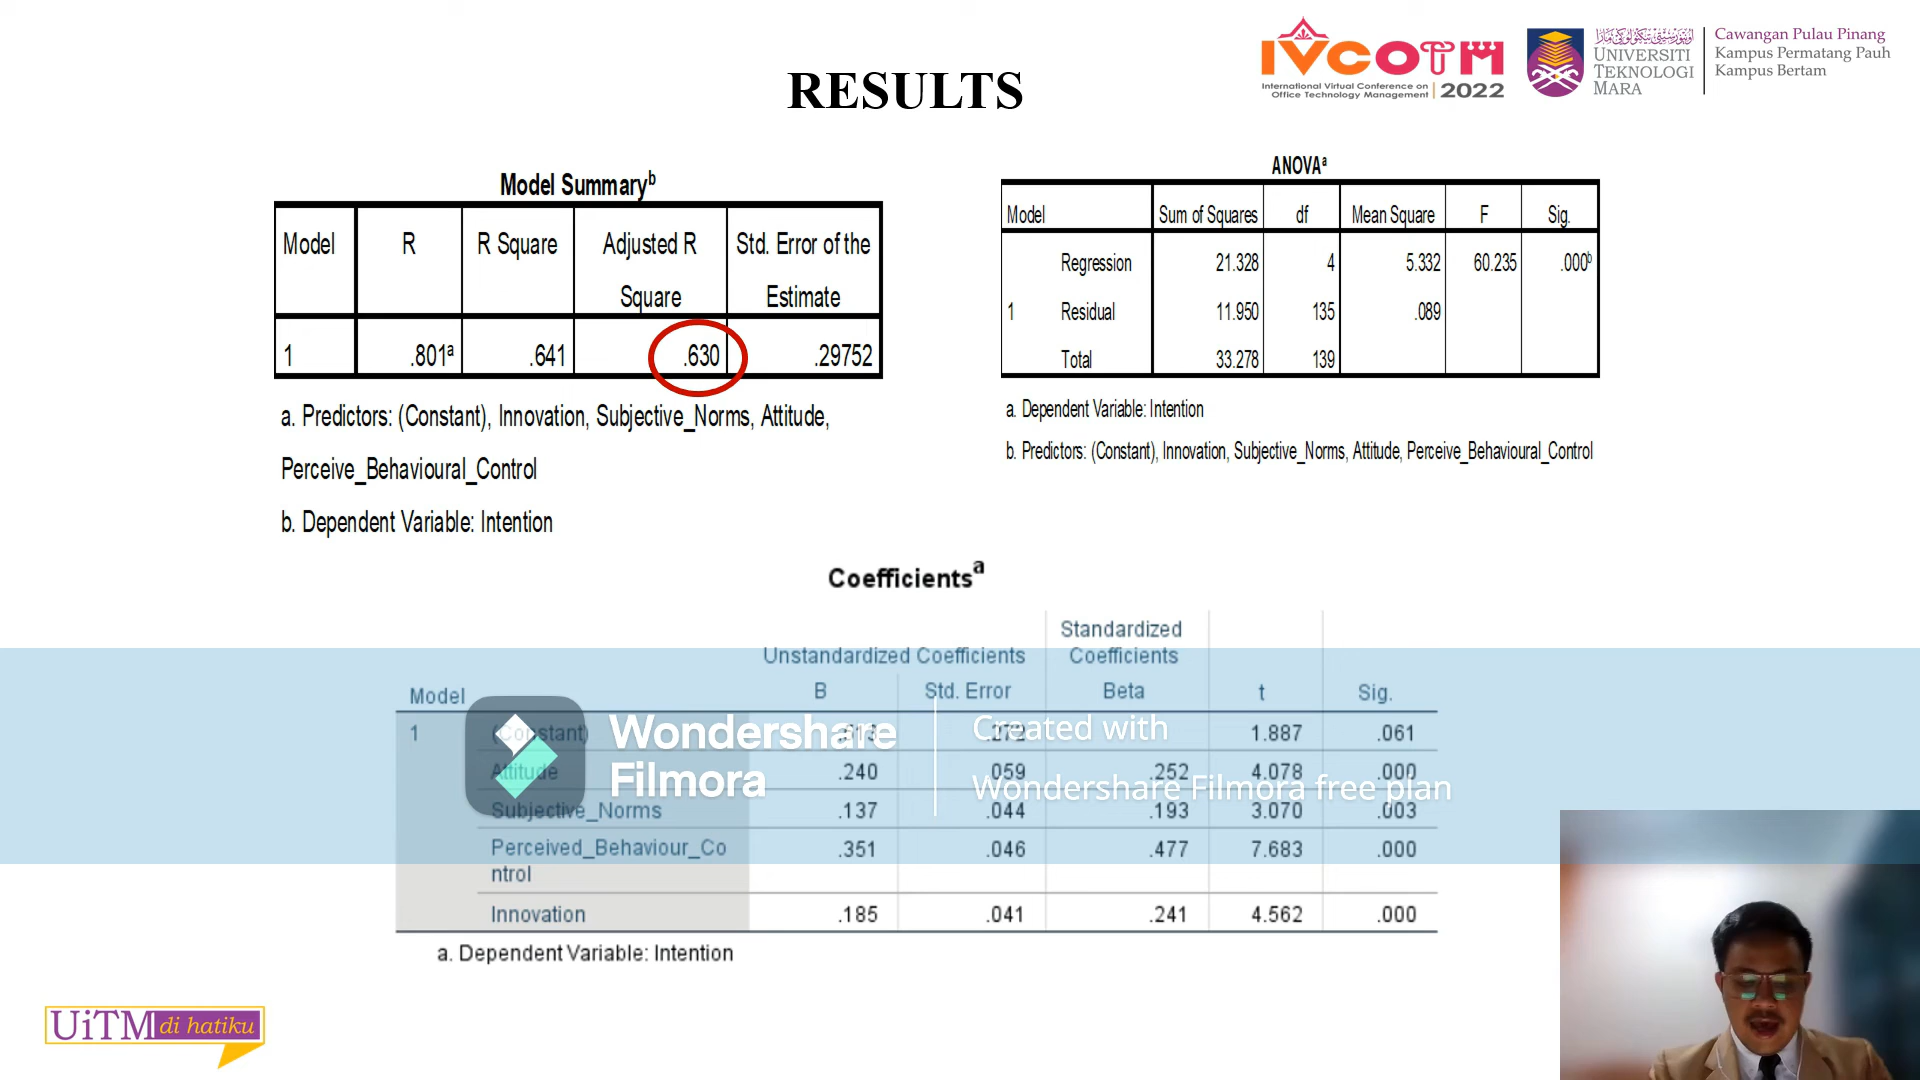 RESULTS
IVCOTM
International Virtual Conference on
Office Technology Management | 2022
UNIVERSITI
TEKNOLOGI
MARA
Cawangan Pulau Pinang
Kampus Permatang Pauh
Kampus Bertam
Model Summaryb
Model R R Square Adjusted R Square Std. Error of the Estimate
1 .801a .641 .630 .29752
a. Predictors: (Constant), Innovation, Subjective_Norms, Attitude,
Perceive_Behavioural_Control
b. Dependent Variable: Intention
ANOVAa
Model Sum of Squares df Mean Square F Sig.
Regression 21.328 4 5.332 60.235 .000b
1 Residual 11.950 135 .089
Total 33.278 139
a. Dependent Variable: Intention
b. Predictors: (Constant), Innovation, Subjective_Norms, Attitude, Perceive_Behavioural_Control
Coefficientsa
Unstandardized Coefficients Standardized Coefficients
Model B Std. Error Beta t Sig.
1 (Constant) .272 1.887 .061
Attitude .240 .059 .252 4.078 .000
Subjective_Norms .137 .044 .193 3.070 .003
Perceived_Behaviour_Co .351 .046 .477 7.683 .000
ntrol
Innovation .185 .041 .241 4.562 .000
a. Dependent Variable: Intention
Wondershare
Filmora
Created with
Wondershare Filmora free plan
UiTM di hatiku